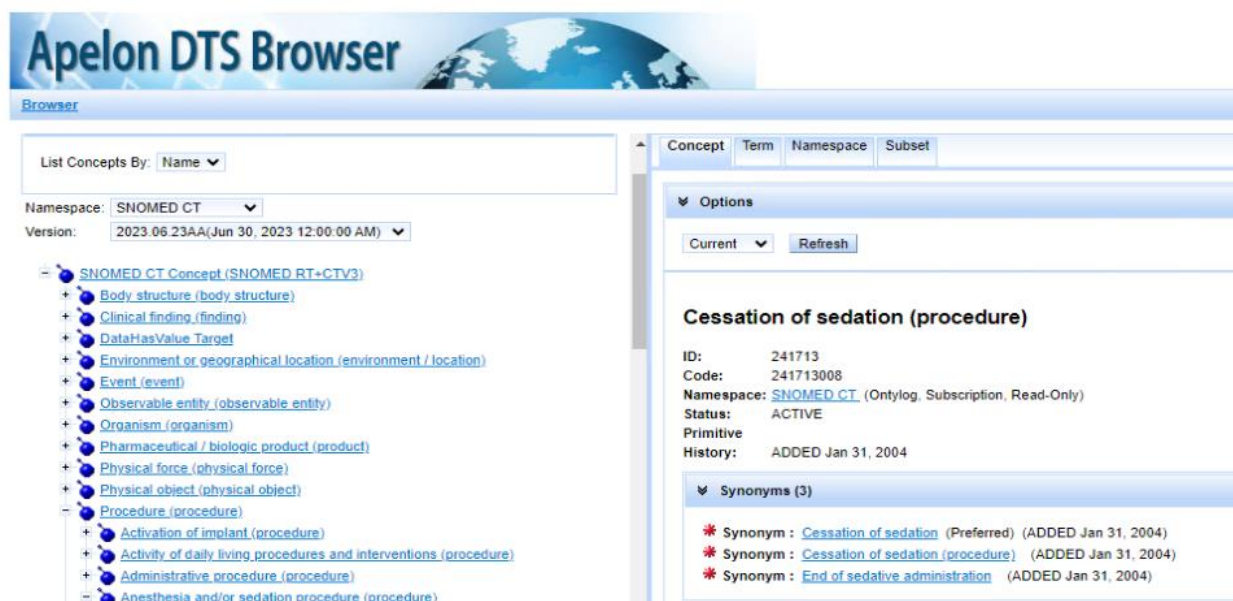 Apelon DTS Browser
Browser
List Concepts By: Name
Namespace: SNOMED CT
Version: 2023.06.23AA(Jun 30, 2023 12:00:00 AM)
SNOMED CT Concept (SNOMED RT+CTV3)
Body structure (body structure)
Clinical finding (finding)
DataHasValue Target
Environment or geographical location (environment / location)
Event (event)
Observable entity (observable entity)
Organism (organism)
Pharmaceutical / biologic product (product)
Physical force (physical force)
Physical object (physical object)
Procedure (procedure)
Activation of implant (procedure)
Activity of daily living procedures and interventions (procedure)
Administrative procedure (procedure)
Anesthesia and/or sedation procedure (procedure)
Concept Term Namespace Subset
Options
Current Refresh
Cessation of sedation (procedure)
ID: 241713
Code: 241713008
Namespace: SNOMED CT (Ontylog, Subscription, Read-Only)
Status: ACTIVE
Primitive
History: ADDED Jan 31, 2004
Synonyms (3)
Synonym : Cessation of sedation (Preferred) (ADDED Jan 31, 2004)
Synonym : Cessation of sedation (procedure) (ADDED Jan 31, 2004)
Synonym : End of sedative administration (ADDED Jan 31, 2004)